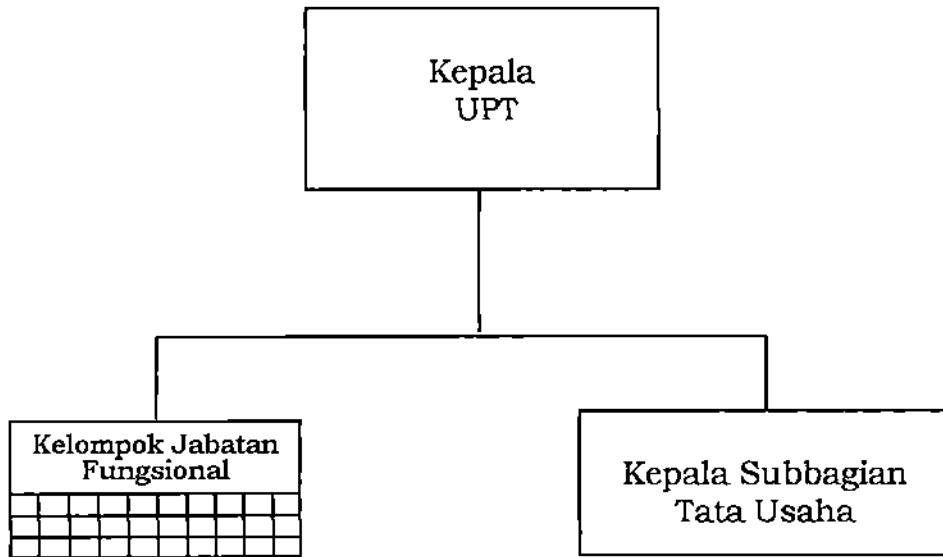 Kepala
UPT
Kelompok Jabatan
Fungsional
Kepala Subbagian
Tata Usaha